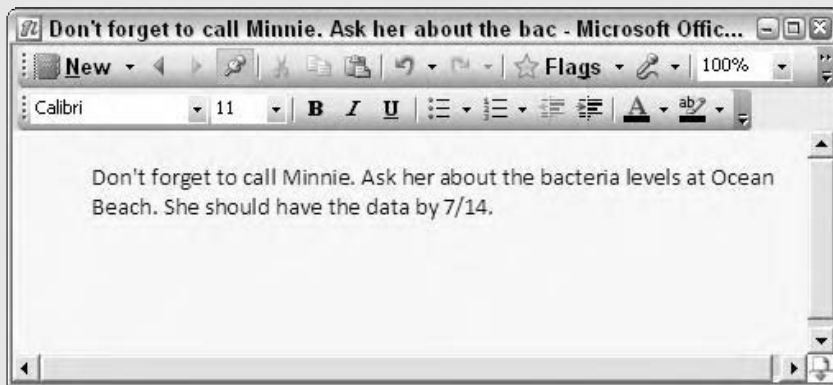 Don't forget to call Minnie. Ask her about the bac - Microsoft Offic...
New Flags 100%
Calibri 11 B I U A ab
Don't forget to call Minnie. Ask her about the bacteria levels at Ocean
Beach. She should have the data by 7/14.